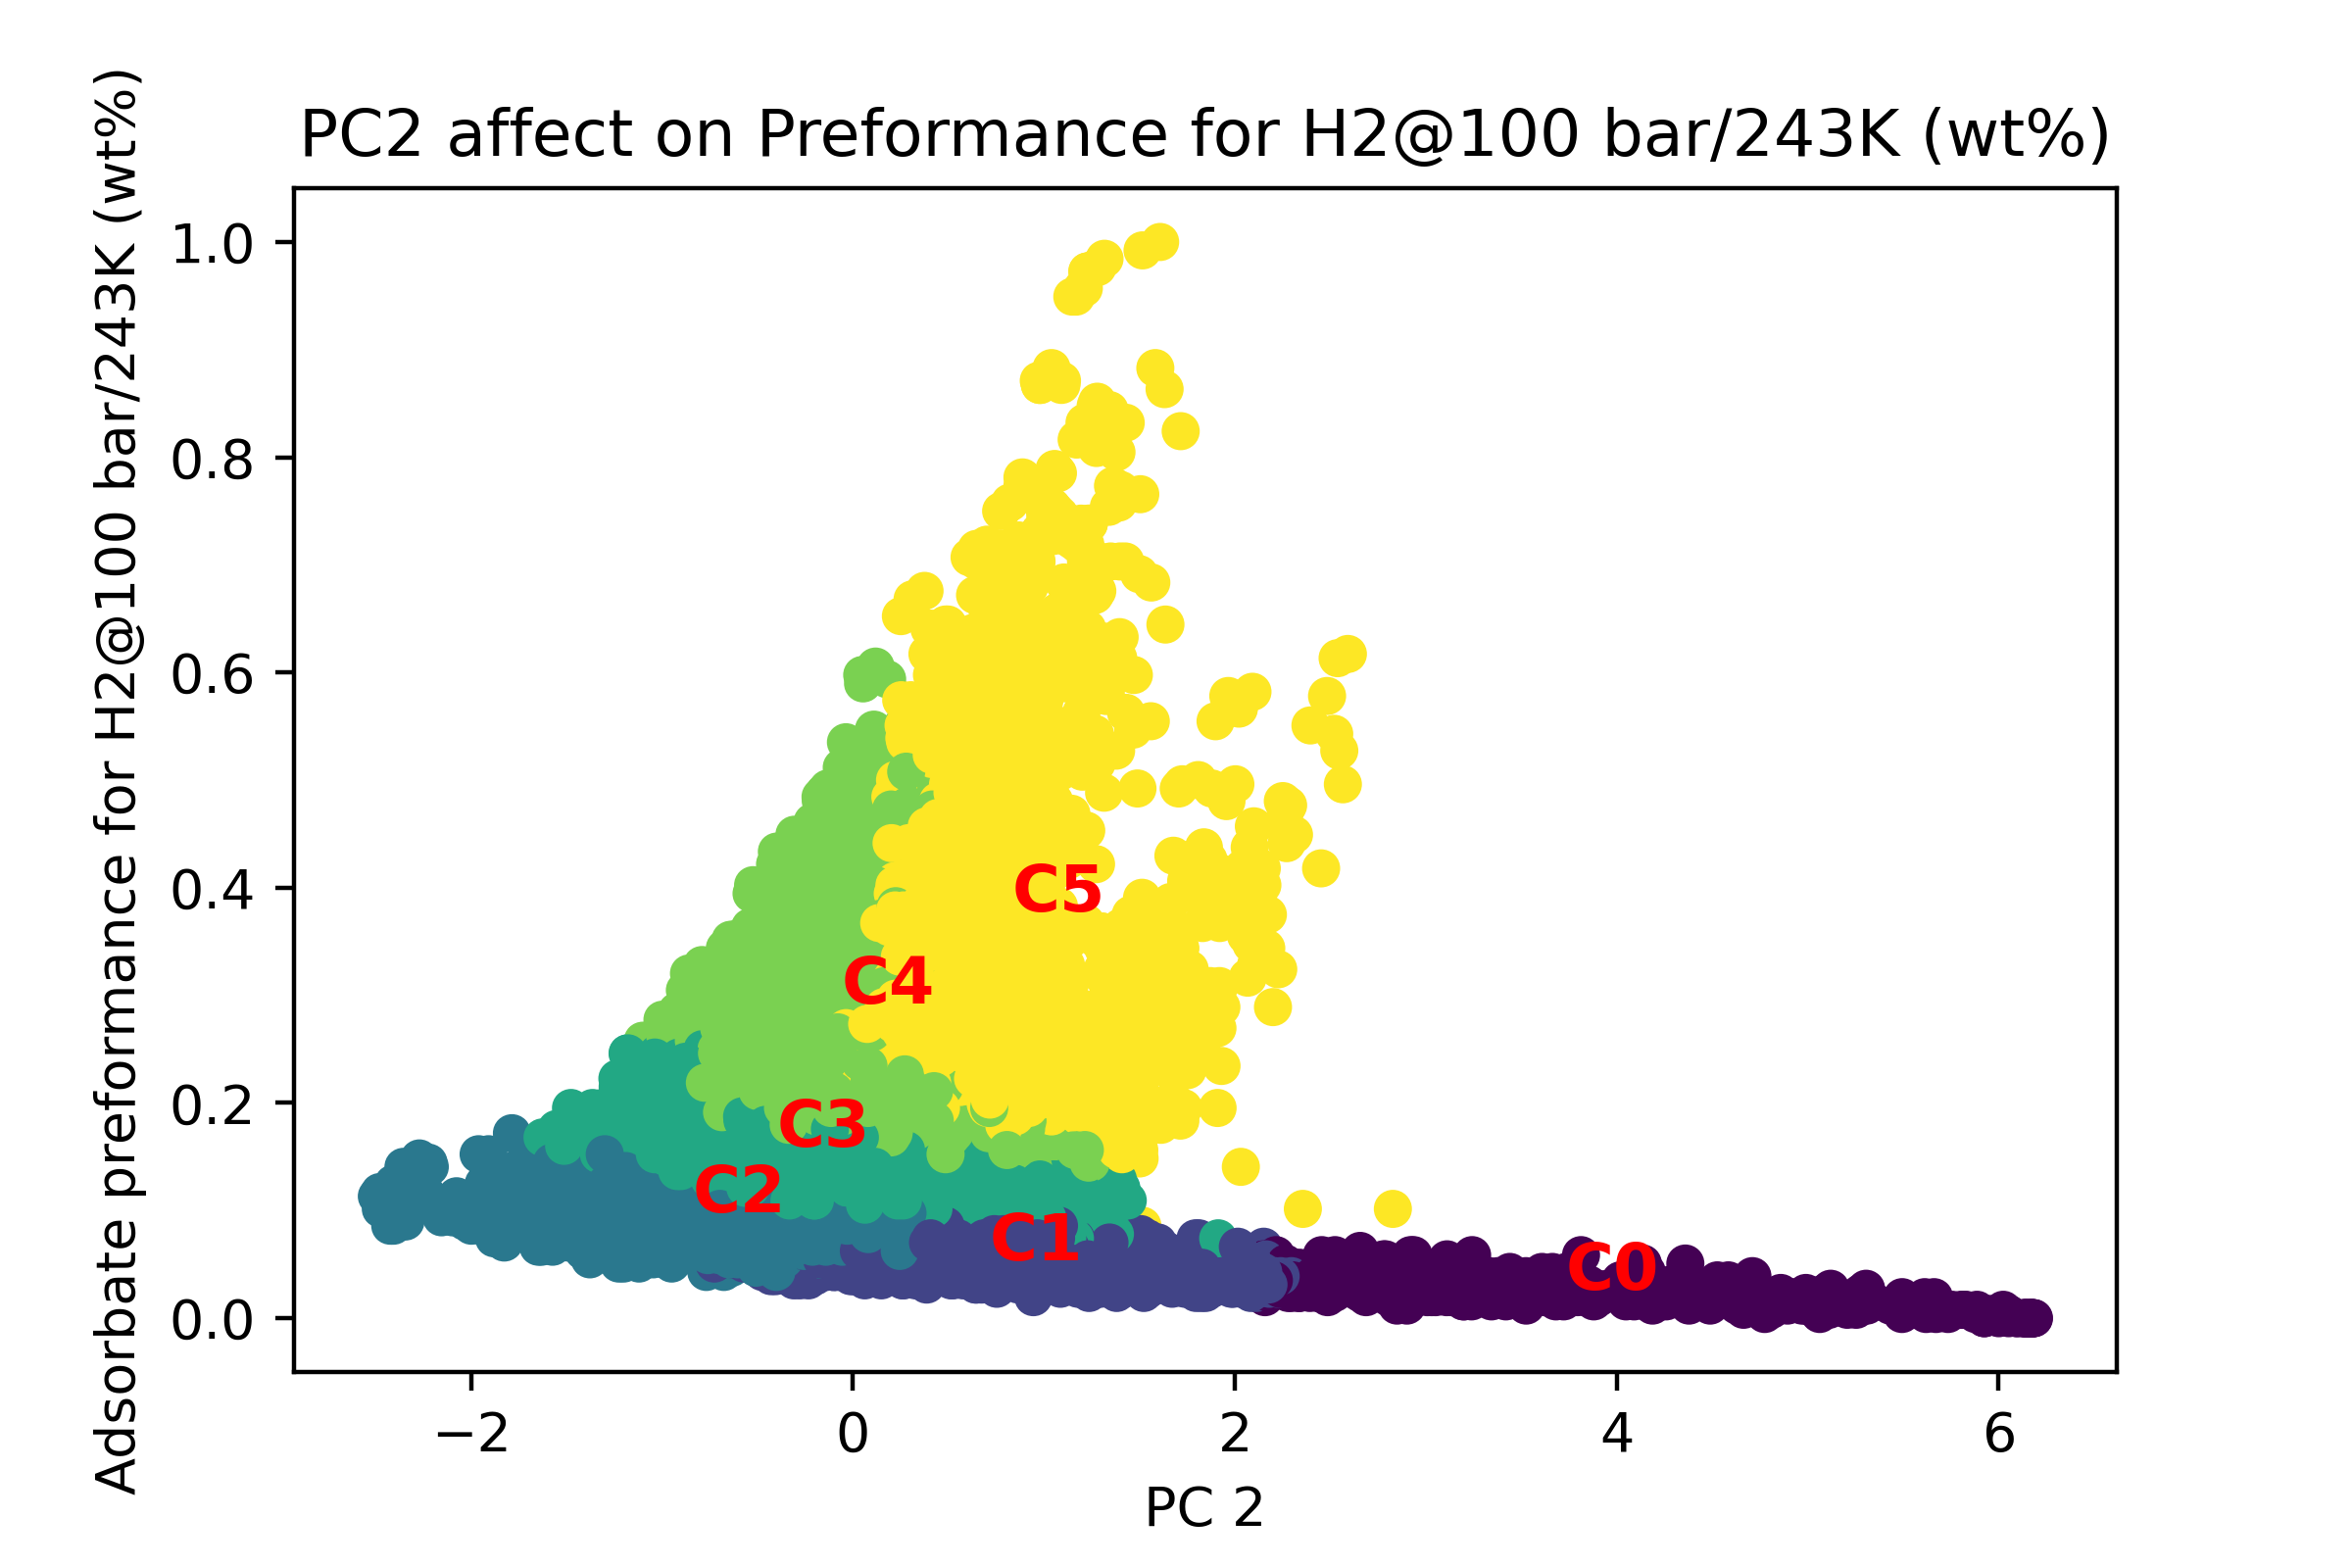 PC2 affect on Preformance for H2@100 bar/243K (wt%)
Adsorbate preformance for H2@100 bar/243K (wt%)
1.0
0.8
0.6
0.4
0.2
0.0
C5
C4
C3
C2
C1
C0
−2 0 2 4 6
PC 2